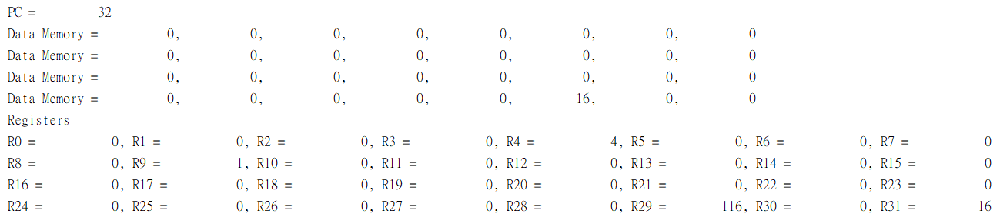 PC =         32
Data Memory =          0,          0,          0,          0,          0,          0,          0,          0
Data Memory =          0,          0,          0,          0,          0,          0,          0,          0
Data Memory =          0,          0,          0,          0,          0,          0,          0,          0
Data Memory =          0,          0,          0,          0,          0,         16,          0,          0
Registers
R0 =          0, R1 =          0, R2 =          0, R3 =          0, R4 =          4, R5 =          0, R6 =          0, R7 =          0
R8 =          0, R9 =          1, R10 =          0, R11 =          0, R12 =          0, R13 =          0, R14 =          0, R15 =          0
R16 =          0, R17 =          0, R18 =          0, R19 =          0, R20 =          0, R21 =          0, R22 =          0, R23 =          0
R24 =          0, R25 =          0, R26 =          0, R27 =          0, R28 =          0, R29 =        116, R30 =          0, R31 =         16